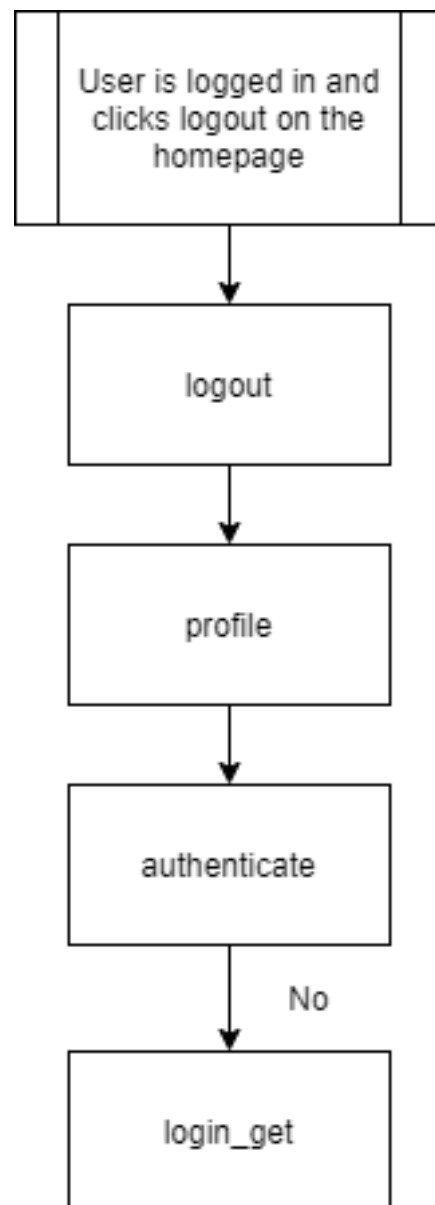 User is logged in and
clicks logout on the
homepage
logout
profile
authenticate
No
login_get